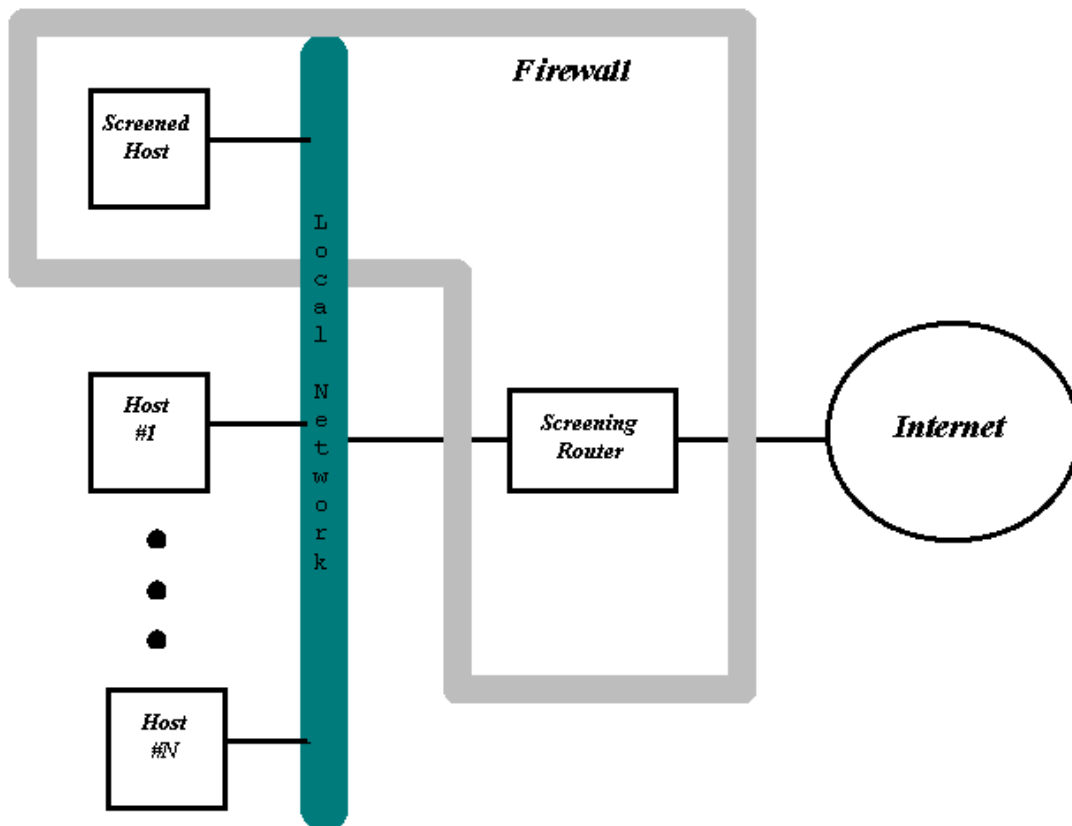 Firewall
Screened
Host
Local Network
Host
#1
Screening
Router
Internet
Host
#N